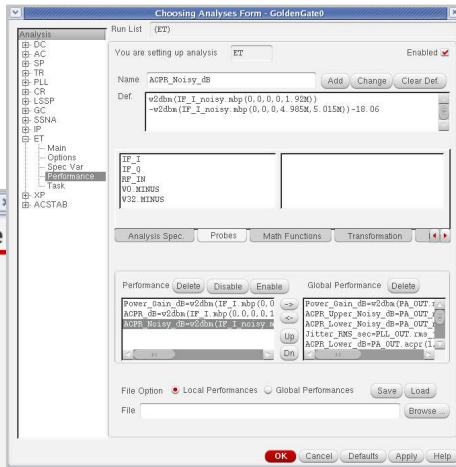 Choosing Analyses Form - GoldenGate0
Analysis
DC
AC
SP
TR
PLL
CR
LSSP
GC
SSNA
IP
ET
Main
Options
Spec Var
Performance
Task
XP
ACSTAB
Run List (ET)
You are setting up analysis ET Enabled
Name ACPR_Noisy_dB Add Change Clear Def.
Def. w2dbm(IF_I_noisy.mbp(0,0,0,0,1.92M))
-w2dbm(IF_I_noisy.mbp(0,0,0,4.985M,5.015M))-18.06
IF_I
IF_Q
RF_IN
V0.MINUS
V32.MINUS
Analysis Spec. Probes Math Functions Transformation
Performance Delete Disable Enable Global Performance Delete
Power_Gain_dB=w2dbm(IF_I.mbp(0,0
ACPR_dB=w2dbm(IF_I.mbp(0,0,0,0,1
ACPR_Noisy_dB=w2dbm(IF_I_noisy.m
-> 
<-
Up
Dn
Power_Gain_dB=w2dbm(PA_OUT.
ACPR_Upper_Noisy_dB=PA_OUT_
ACPR_Lower_Noisy_dB=PA_OUT_
Jitter_RMS_sec=PLL_OUT.rms_
ACPR_Lower_dB=PA_OUT.acpr(1,
File Option Local Performances Global Performances Save Load
File Browse ...
OK Cancel Defaults Apply Help
e